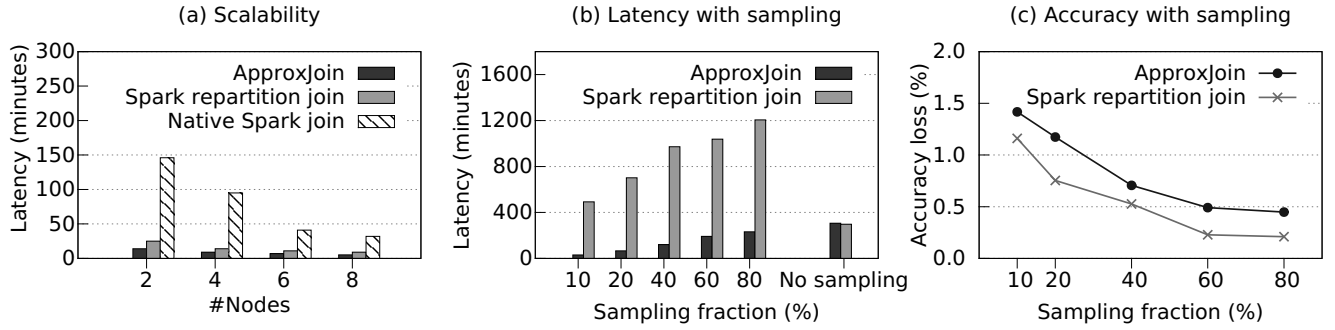 (a) Scalability
300
250
200
150
100
50
0
Latency (minutes)
ApproxJoin
Spark repartition join
Native Spark join
2 4 6 8
#Nodes
(b) Latency with sampling
1600
1200
800
400
0
Latency (minutes)
ApproxJoin
Spark repartition join
10 20 40 60 80 No sampling
Sampling fraction (%)
(c) Accuracy with sampling
2.0
1.5
1.0
0.5
0.0
Accuracy loss (%)
ApproxJoin
Spark repartition join
10 20 40 60 80
Sampling fraction (%)